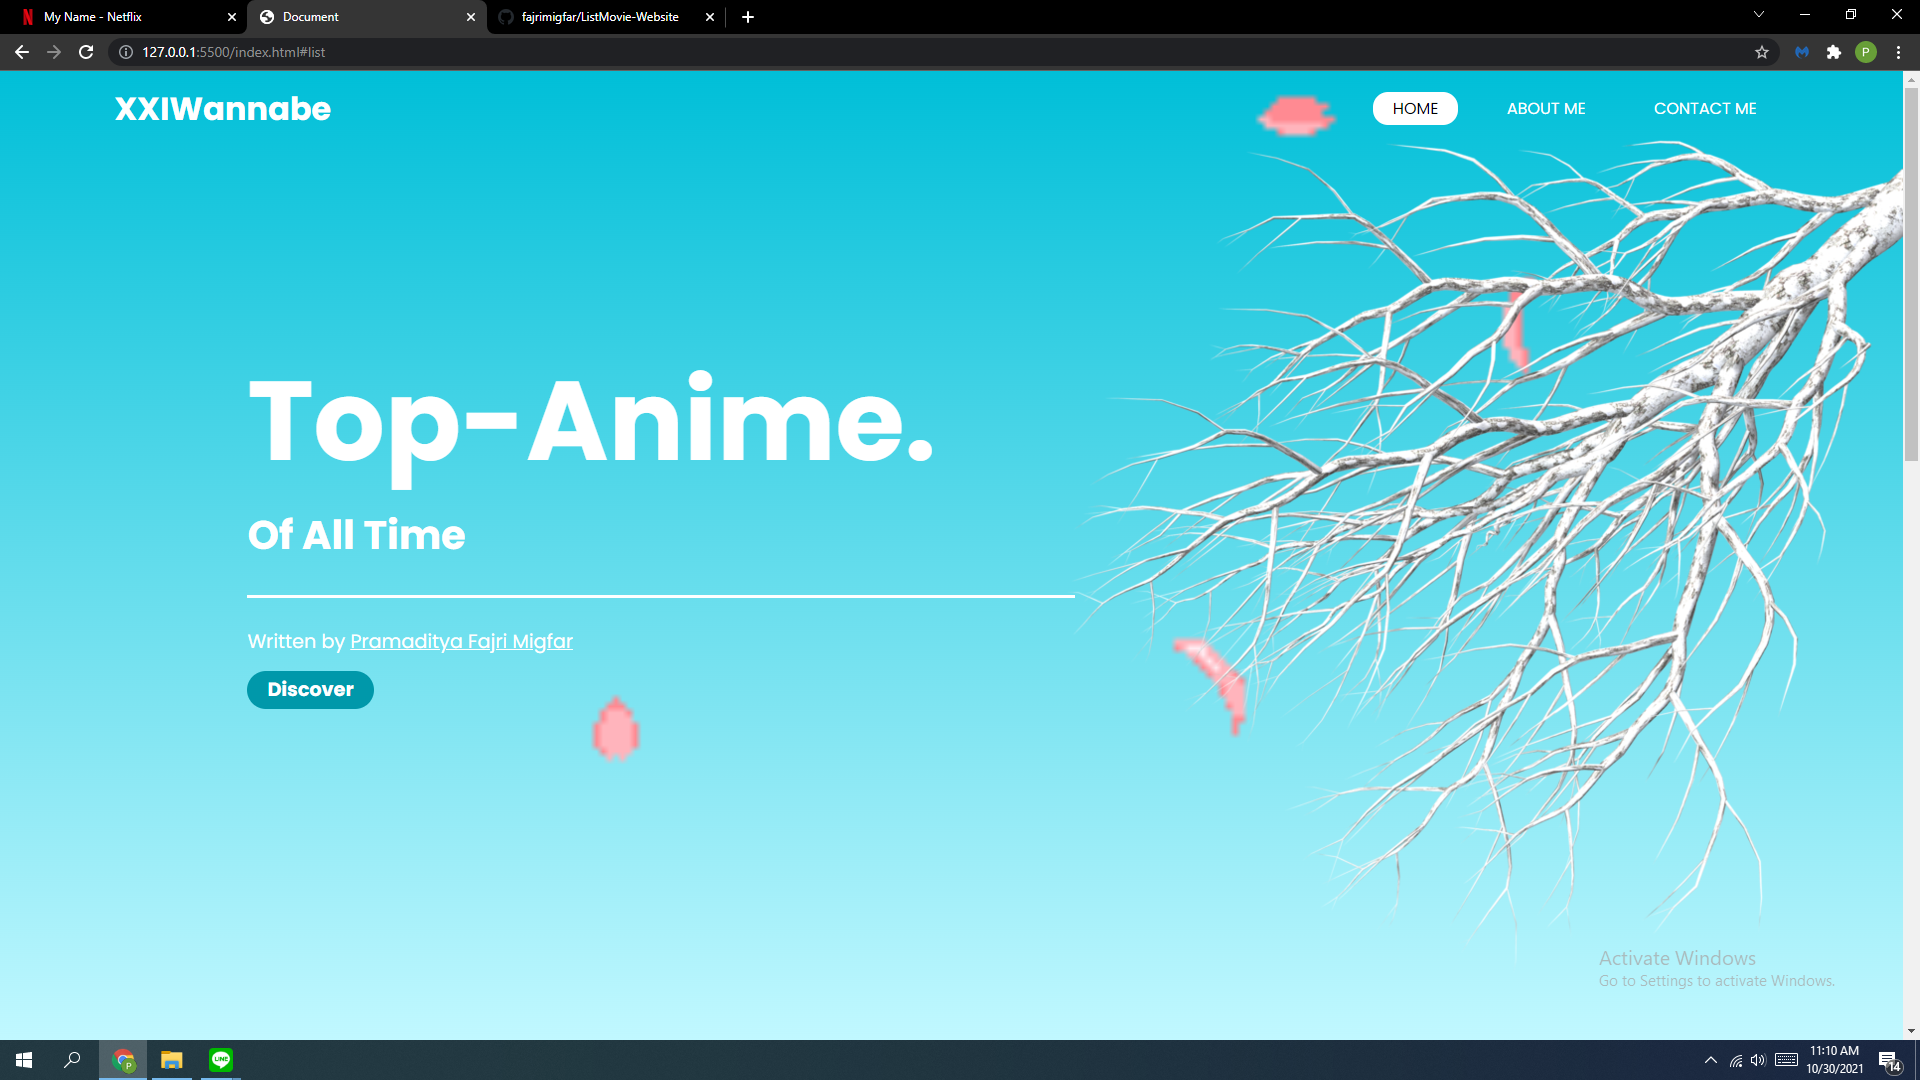 My Name - Netflix
Document
fajrimigfar/ListMovie-Website
127.0.0.1:5500/index.html#list
P
XXIWannabe
HOME
ABOUT ME
CONTACT ME
Top-Anime.
Of All Time
Written by Pramaditya Fajri Migfar
Discover
Activate Windows
Go to Settings to activate Windows.
P
LINE
11:10 AM
10/30/2021
14